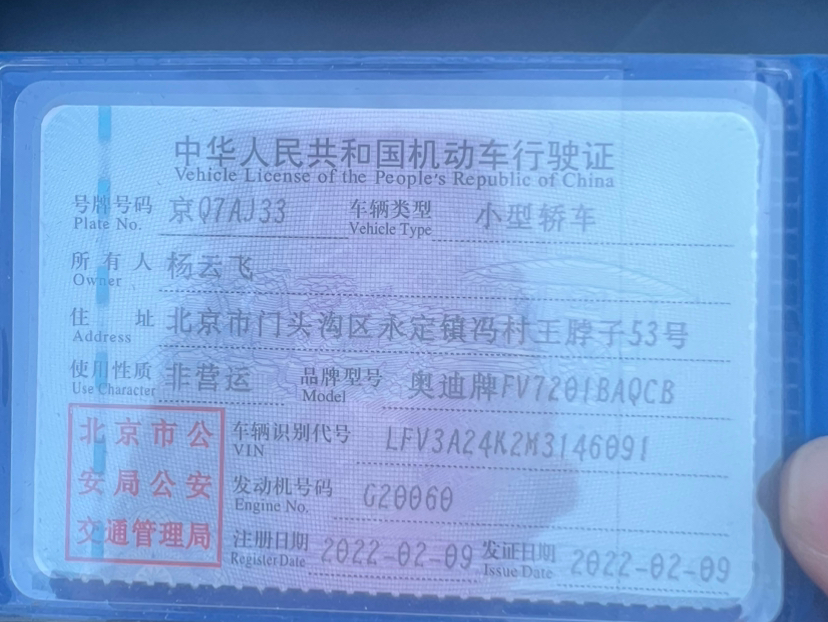 中华人民共和国机动车行驶证
Vehicle License of the People's Republic of China
号牌号码 京Q7AJ33 车辆类型 小型轿车
Plate No. Vehicle Type
所有人 杨云飞
Owner
住址 北京市门头沟区永定镇冯村王脖子53号
Address
使用性质 非营运 品牌型号 奥迪牌FV7201BAQCB
Use Character Model
北京市公安局公安交通管理局
车辆识别代号 LFV3A24K2M3146091
VIN
发动机号码 G20060
Engine No.
注册日期 2022-02-09 发证日期 2022-02-09
Register Date Issue Date